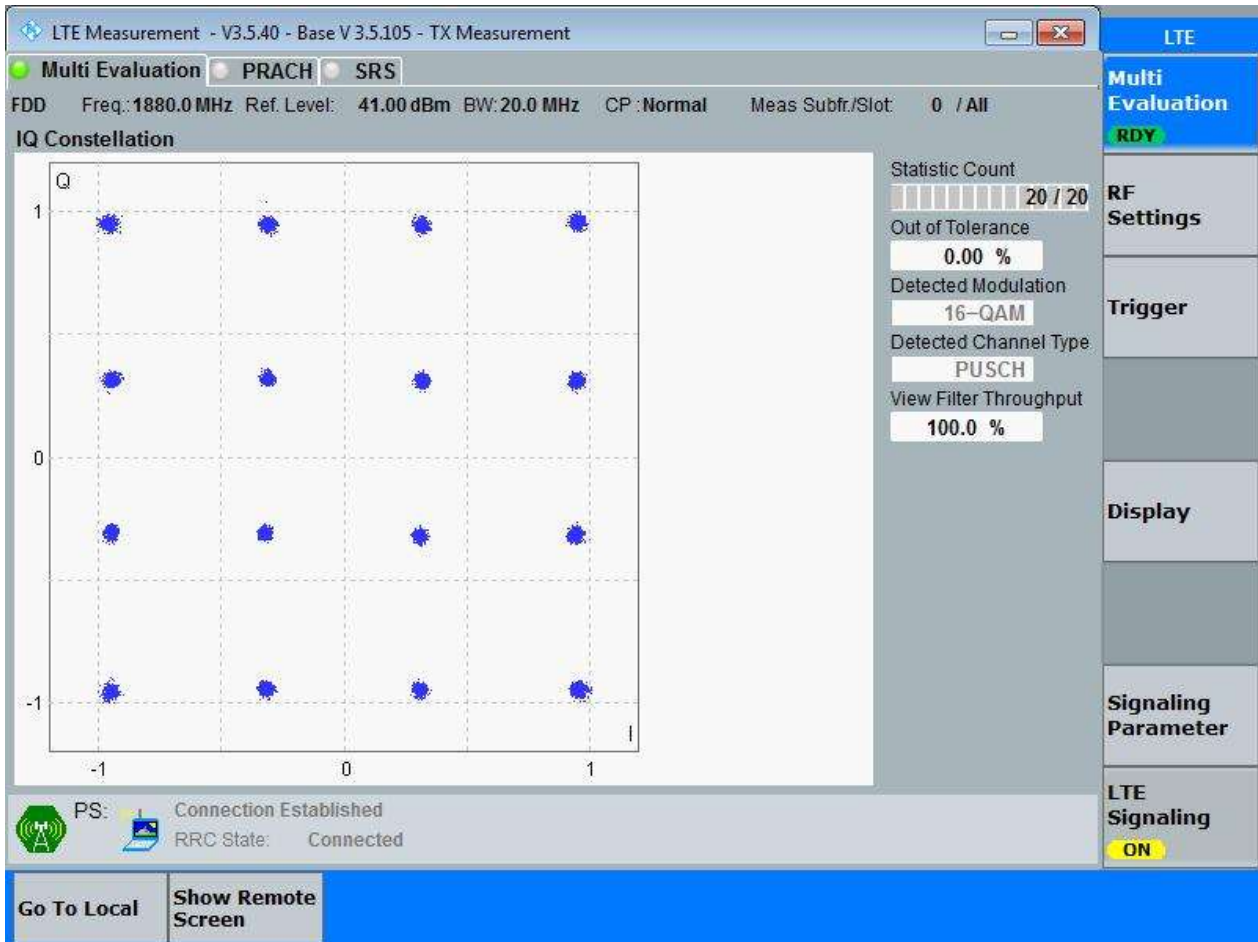 LTE Measurement - V3.5.40 - Base V 3.5.105 - TX Measurement
LTE
Multi Evaluation PRACH SRS
Multi
Evaluation
RDY
FDD Freq.: 1880.0 MHz Ref. Level: 41.00 dBm BW: 20.0 MHz CP : Normal Meas Subfr./Slot: 0 / All
IQ Constellation
Q
1
0
-1
I
-1 0 1
Statistic Count
20 / 20
Out of Tolerance
0.00 %
Detected Modulation
16-QAM
Detected Channel Type
PUSCH
View Filter Throughput
100.0 %
RF
Settings
Trigger
Display
Signaling
Parameter
LTE
Signaling
ON
PS: Connection Established
RRC State: Connected
Go To Local
Show Remote
Screen